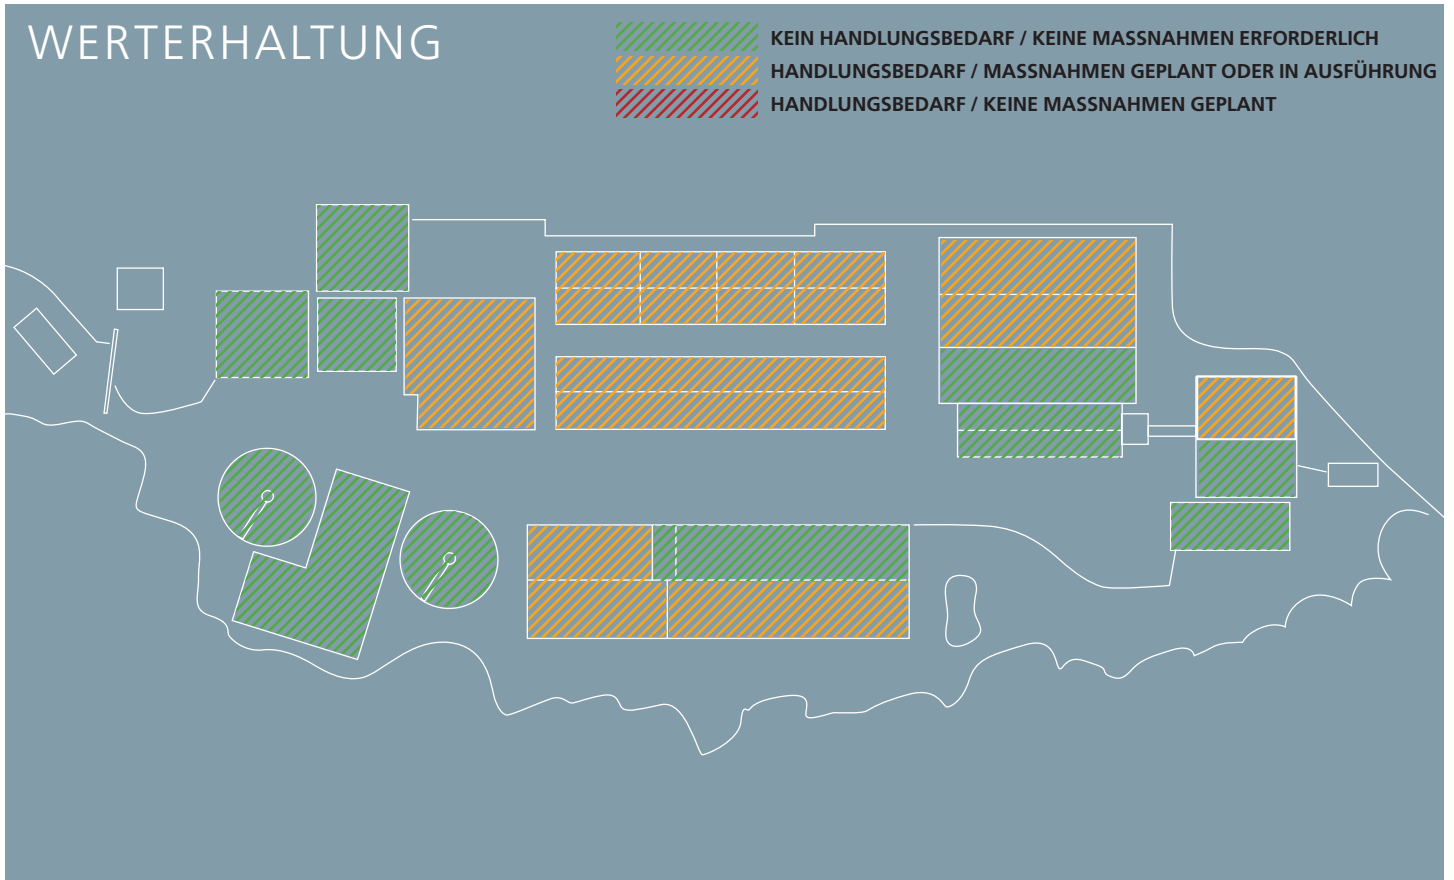 WERTERHALTUNG
KEIN HANDLUNGSBEDARF / KEINE MASSNAHMEN ERFORDERLICH
HANDLUNGSBEDARF / MASSNAHMEN GEPLANT ODER IN AUSFÜHRUNG
HANDLUNGSBEDARF / KEINE MASSNAHMEN GEPLANT